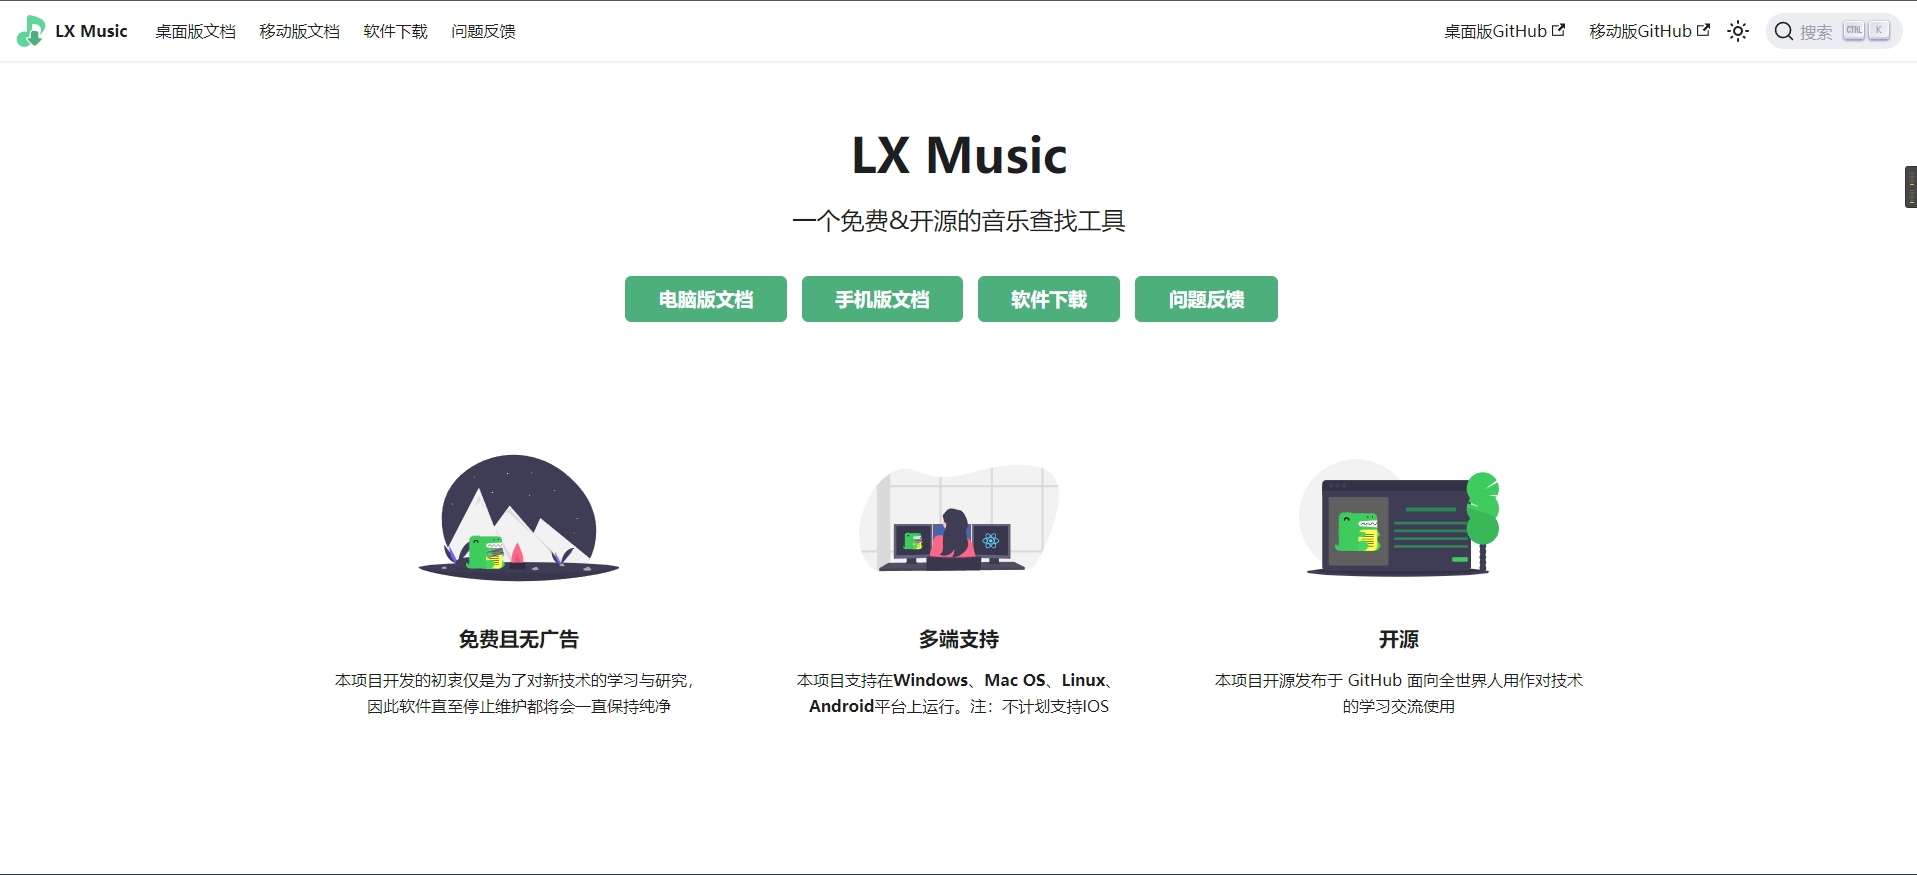 LX Music 桌面版文档 移动版文档 软件下载 问题反馈 桌面版GitHub 移动版GitHub 搜索 CTRL K
LX Music
一个免费&开源的音乐查找工具
电脑版文档 手机版文档 软件下载 问题反馈
免费且无广告
本项目开发的初衷仅是为了对新技术的学习与研究，
因此软件直至停止维护都将会一直保持纯净
多端支持
本项目支持在Windows、Mac OS、Linux、
Android平台上运行。注：不计划支持IOS
开源
本项目开源发布于 GitHub 面向全世界人用作对技术
的学习交流使用